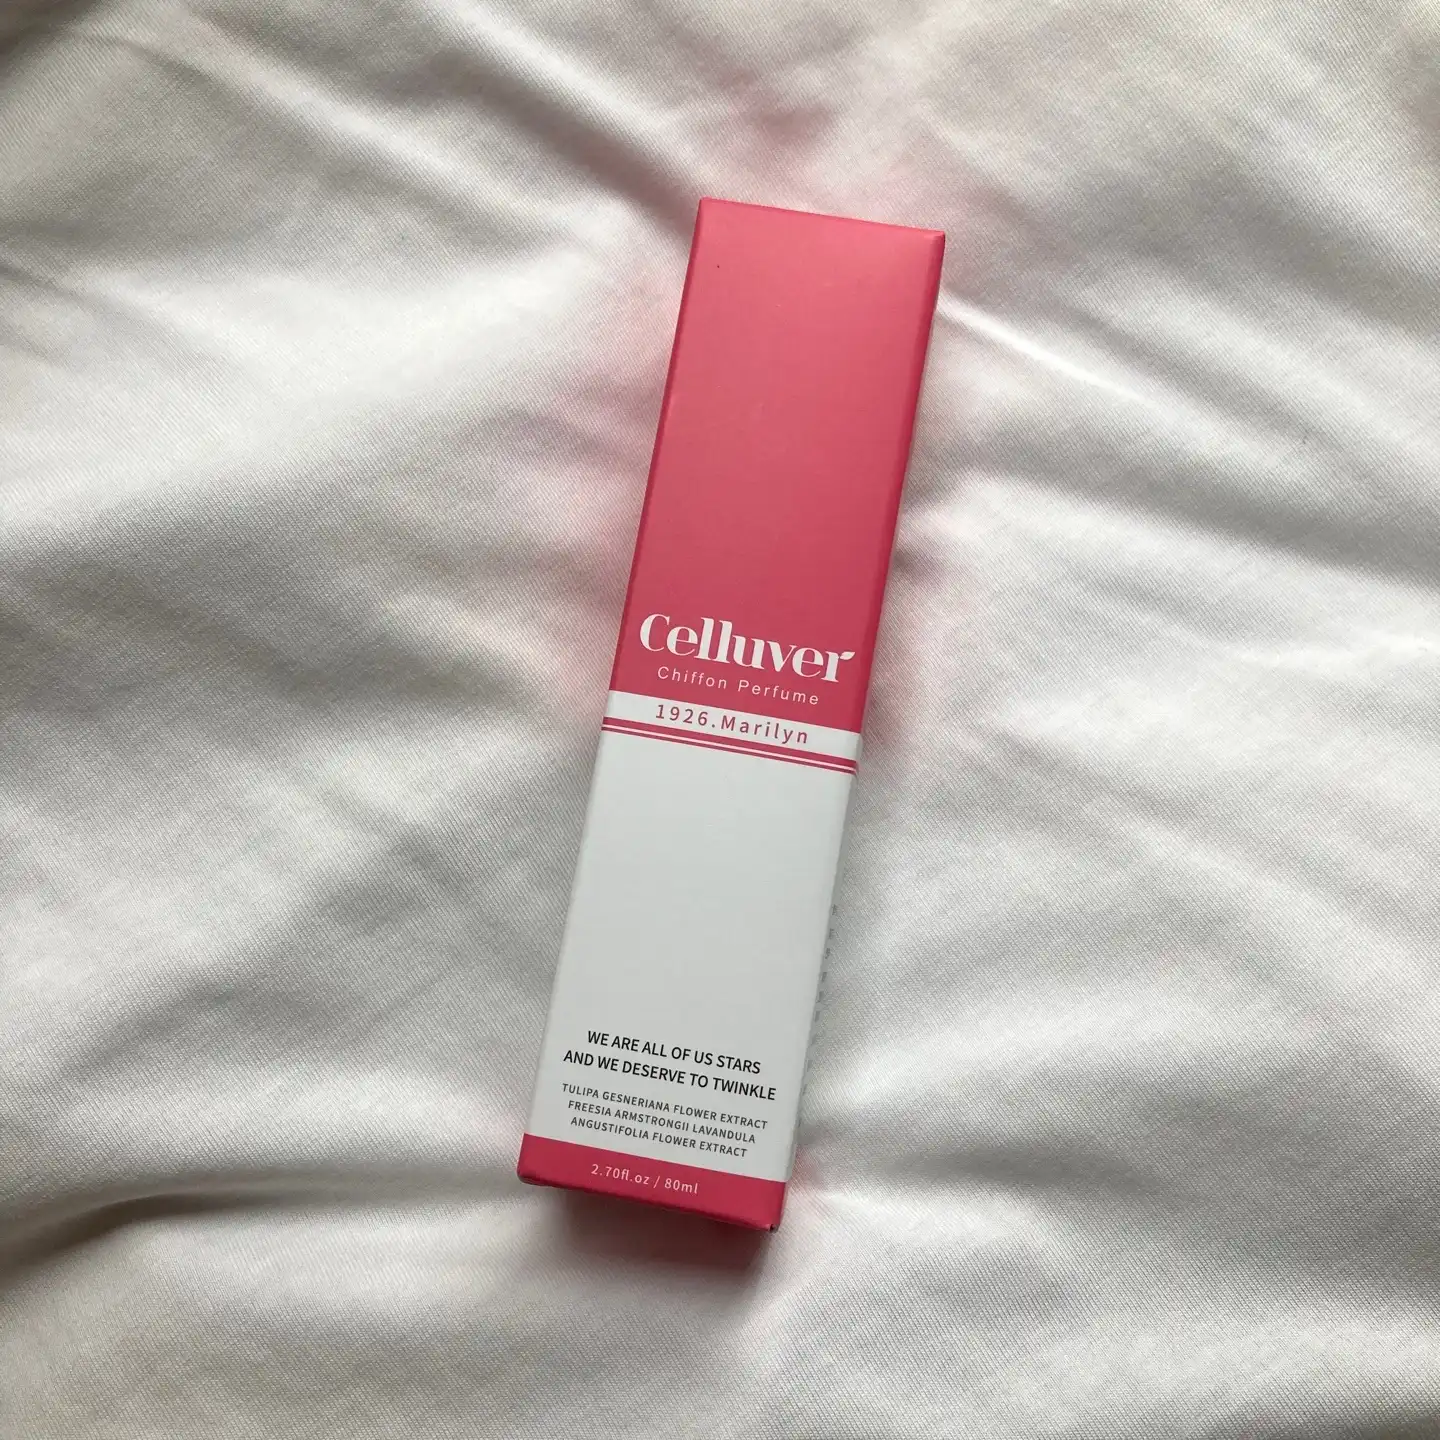 Celluver
Chiffon Perfume
1926.Marilyn
WE ARE ALL OF US STARS
AND WE DESERVE TO TWINKLE
TULIPA GESNERIANA FLOWER EXTRACT
FREESIA ARMSTRONGII LAVANDULA
ANGUSTIFOLIA FLOWER EXTRACT
2.70fl.oz / 80ml